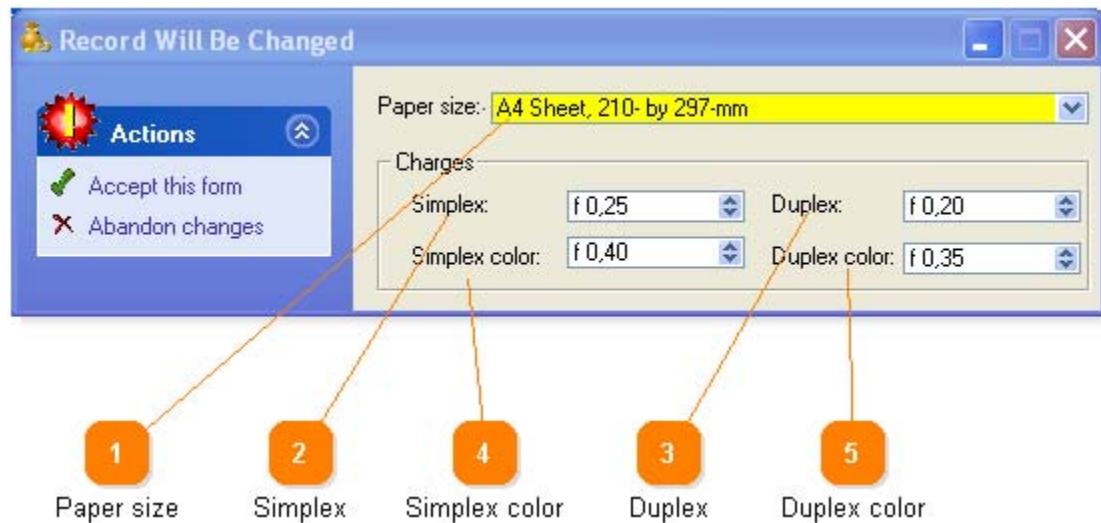 Record Will Be Changed
Actions
Accept this form
Abandon changes
Paper size: A4 Sheet, 210- by 297-mm
Charges
Simplex: f 0,25 Duplex: f 0,20
Simplex color: f 0,40 Duplex color: f 0,35
1 2 4 3 5
Paper size Simplex Simplex color Duplex Duplex color